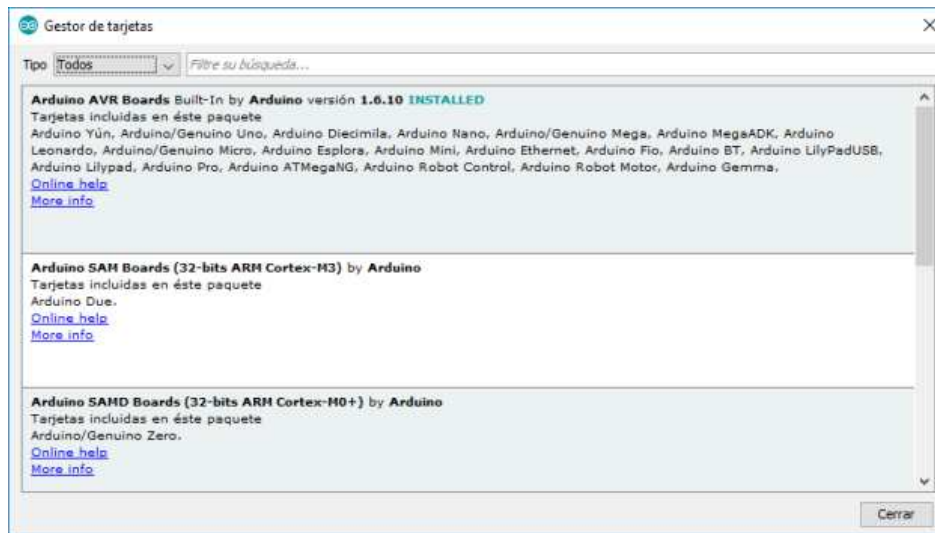 Gestor de tarjetas
Tipo Todos Filtre su búsqueda...
Arduino AVR Boards Built-In by Arduino versión 1.6.10 INSTALLED
Tarjetas incluidas en éste paquete
Arduino Yún, Arduino/Genuino Uno, Arduino Diecimila, Arduino Nano, Arduino/Genuino Mega, Arduino MegaADK, Arduino
Leonardo, Arduino/Genuino Micro, Arduino Esplora, Arduino Mini, Arduino Ethernet, Arduino Fio, Arduino BT, Arduino LilyPadUSB,
Arduino Lilypad, Arduino Pro, Arduino ATMegaNG, Arduino Robot Control, Arduino Robot Motor, Arduino Gemma.
Online help
More info
Arduino SAM Boards (32-bits ARM Cortex-M3) by Arduino
Tarjetas incluidas en éste paquete
Arduino Due.
Online help
More info
Arduino SAMD Boards (32-bits ARM Cortex-M0+) by Arduino
Tarjetas incluidas en éste paquete
Arduino/Genuino Zero.
Online help
More info
Cerrar